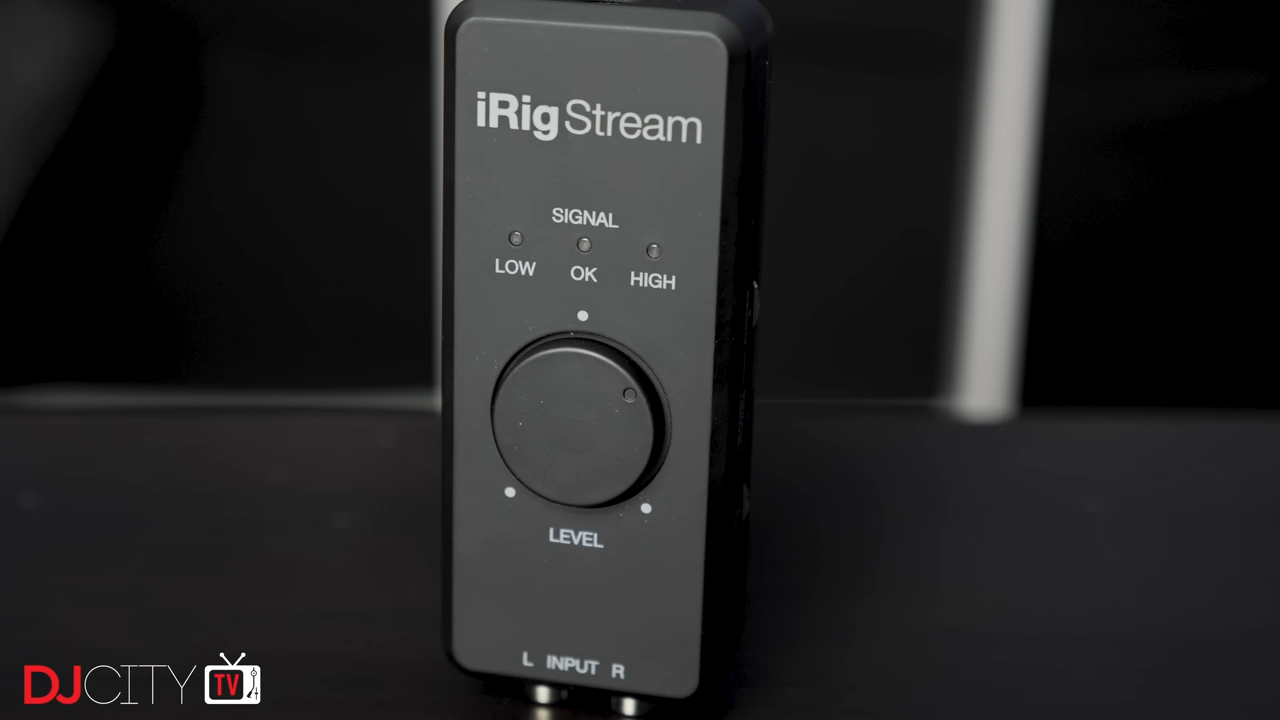 iRig Stream
SIGNAL
LOW OK HIGH
LEVEL
L INPUT R
DJCITY TV